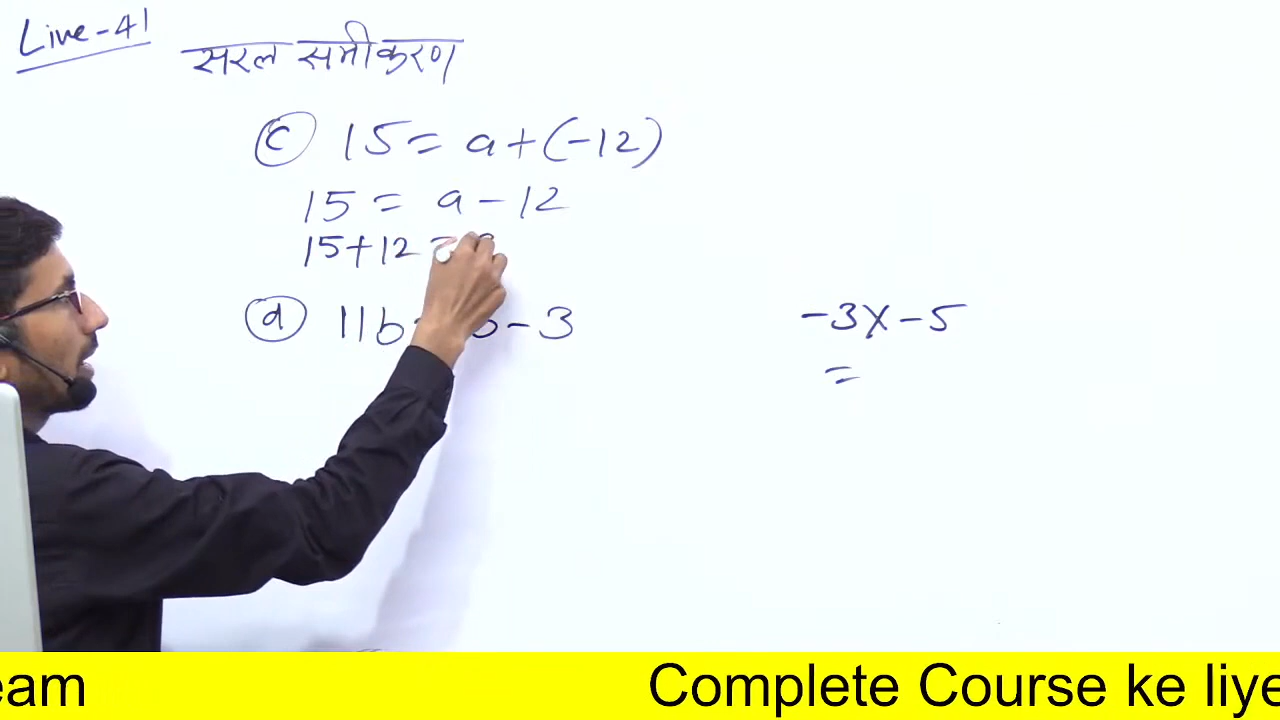 Live-41
सरल समीकरण
(c) 15 = a + (-12)
15 = a - 12
15 + 12 =
(d) 11b - 3
-3x-5
=
eam
Complete Course ke liye